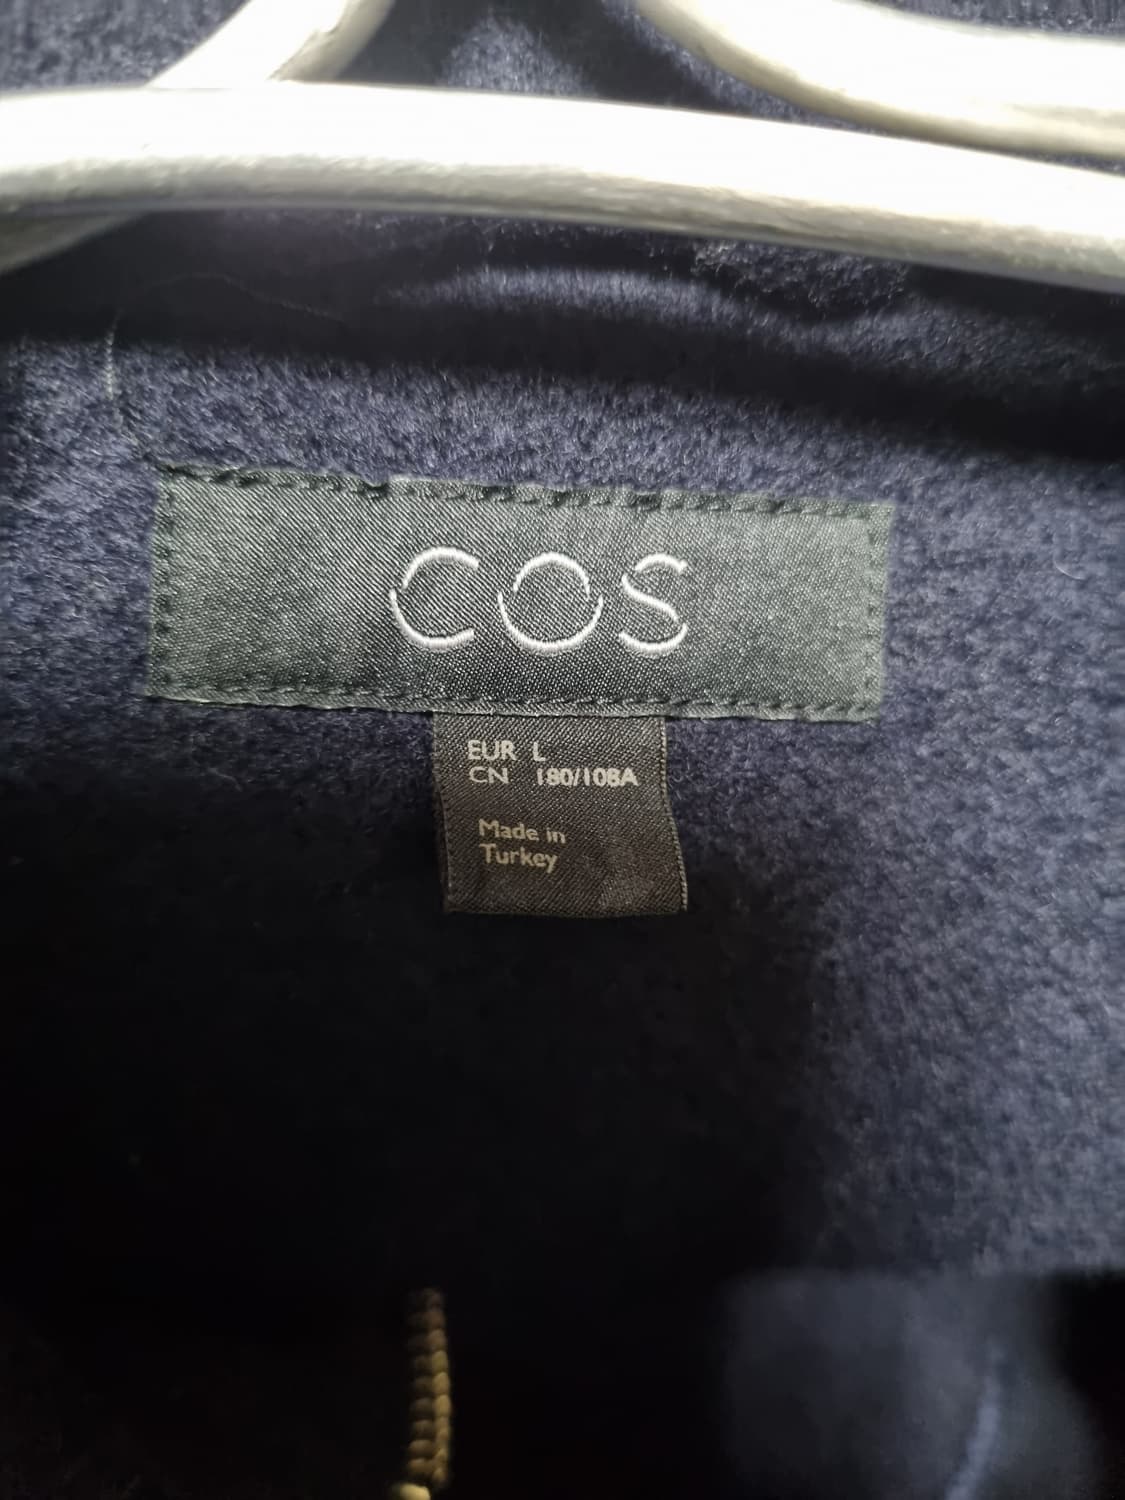 COS
EUR L
CN 180/108A
Made in
Turkey